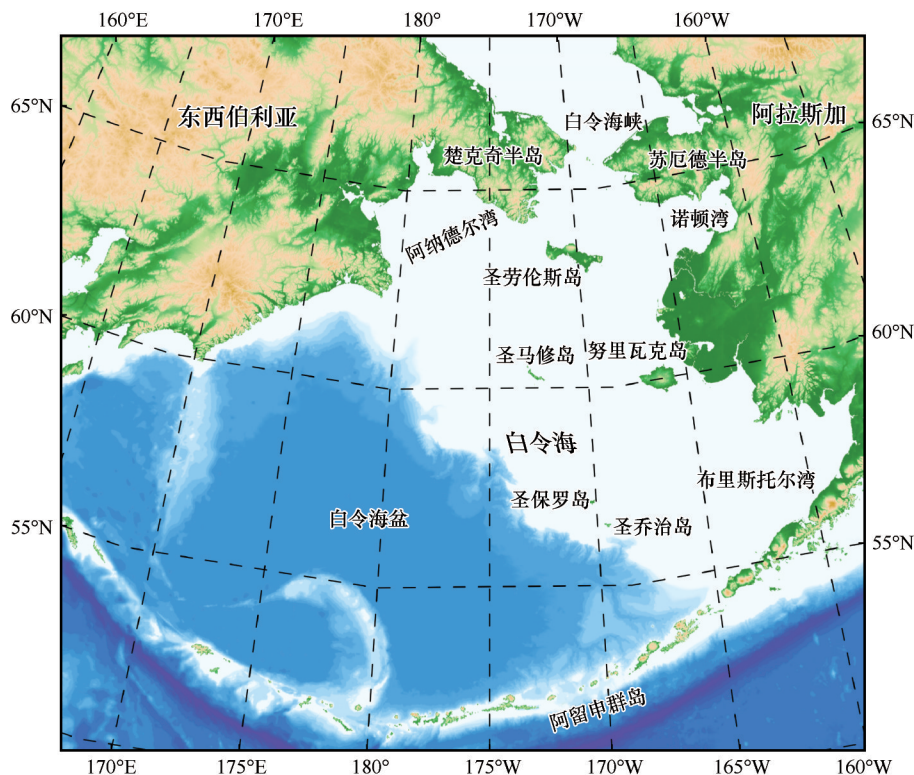 160°E 170°E 180° 170°W 160°W
65°N 东西伯利亚 阿拉斯加 65°N
白令海峡
楚克奇半岛 苏厄德半岛
诺顿湾
阿纳德尔湾
圣劳伦斯岛
60°N 60°N
圣马修岛 努里瓦克岛
白令海
布里斯托尔湾
圣保罗岛
55°N 白令海盆 圣乔治岛 55°N
阿留申群岛
170°E 175°E 180° 175°W 170°W 165°W 160°W